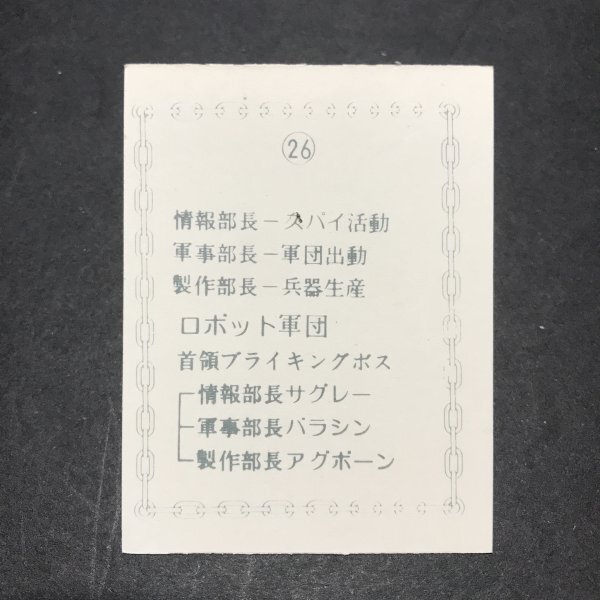 26
情報部長－スパイ活動
軍事部長－軍団出動
製作部長－兵器生産
ロボット軍団
首領ブライキングボス
情報部長サグレー
軍事部長バラシン
製作部長アグボーン